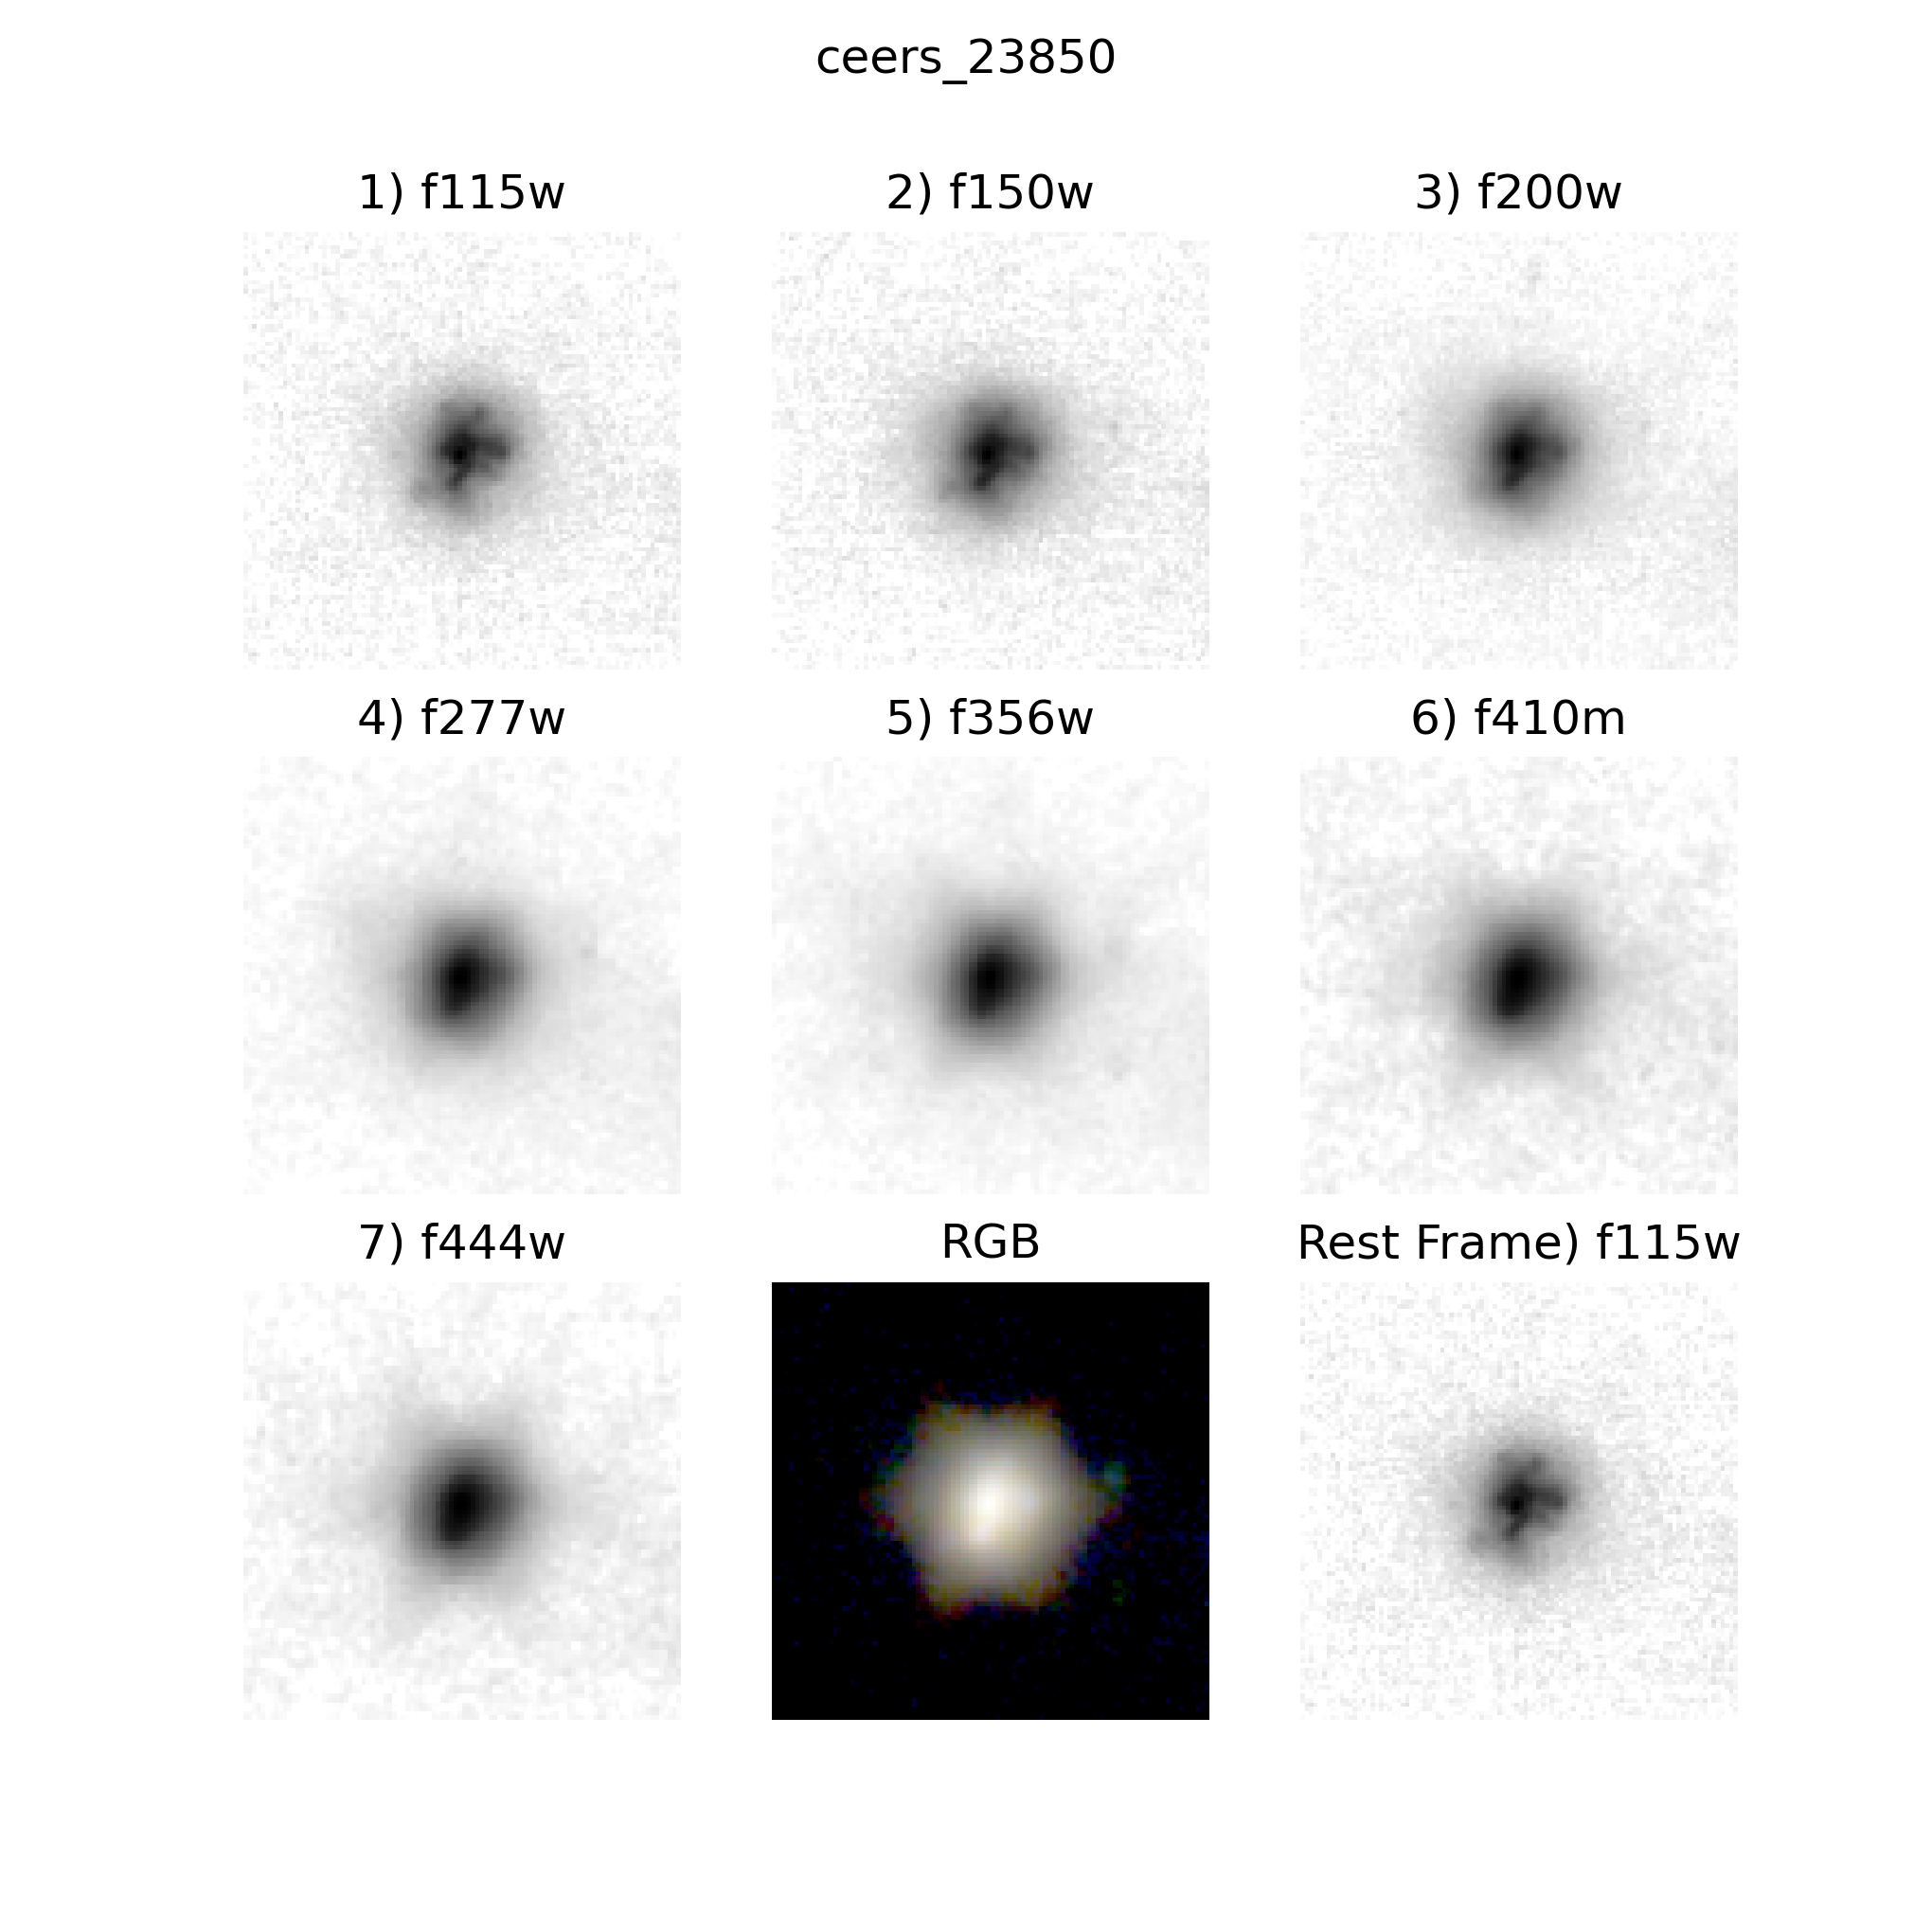 ceers_23850
1) f115w
2) f150w
3) f200w
4) f277w
5) f356w
6) f410m
7) f444w
RGB
Rest Frame) f115w